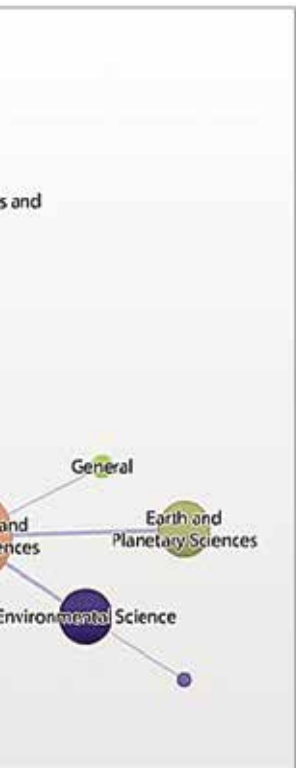 s and
General
and
Earth and
ences
Planetary Sciences
Environmental Science